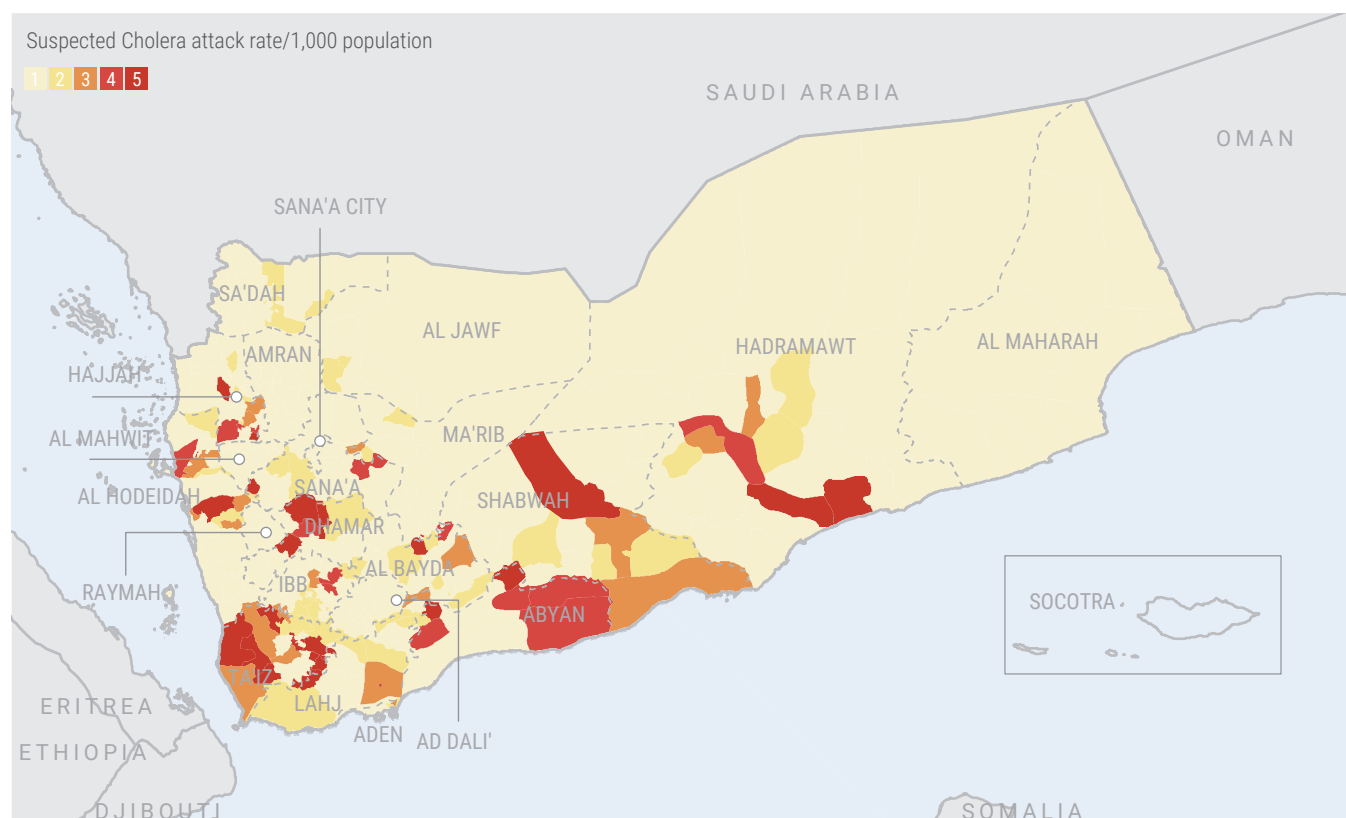 Suspected Cholera attack rate/1,000 population
1 2 3 4 5
SAUDI ARABIA
OMAN
SANA'A CITY
SA'DAH
AL JAWF
AMRAN
HADRAMAWT
AL MAHARAH
HAJJAH
AL MAHWIT
MA'RIB
AL HODEIDAH
SANA'A
SHABWAH
DHAMAR
IBB
AL BAYDA
RAYMAH
ABYAN
SOCOTRA
TA'IZ
LAHJ
ERITREA
ADEN
AD DALI'
ETHIOPIA
DJIBOUTI
SOMALIA